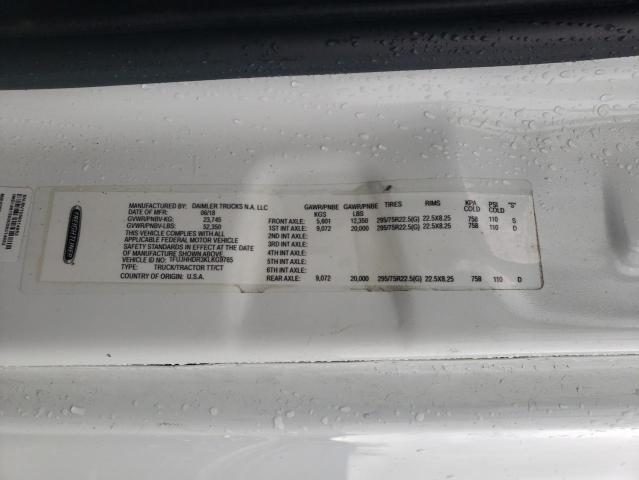 FREIGHTLINER
MANUFACTURED BY: DAIMLER TRUCKS N.A. LLC
DATE OF MFR: 06/18
GVWR/PNBV-KG: 23,745
GVWR/PNBV-LBS: 52,350
THIS VEHICLE COMPLIES WITH ALL
APPLICABLE FEDERAL MOTOR VEHICLE
SAFETY STANDARDS IN EFFECT AT THE DATE
OF MANUFACTURE SHOWN ABOVE.
VEHICLE ID NO.: 1FUJHHDR3KLKG9765
TYPE: TRUCK/TRACTOR TT/CT
COUNTRY OF ORIGIN: U.S.A.
GAWR/PNBE KGS GAWR/PNBE LBS TIRES RIMS KPA COLD PSI COLD "S"
FRONT AXLE: 5,601 12,350 295/75R22.5(G) 22.5X8.25 758 110 S
1ST INT AXLE: 9,072 20,000 295/75R22.5(G) 22.5X8.25 758 110 D
2ND INT AXLE:
3RD INT AXLE:
4TH INT AXLE:
5TH INT AXLE:
6TH INT AXLE:
REAR AXLE: 9,072 20,000 295/75R22.5(G) 22.5X8.25 758 110 D